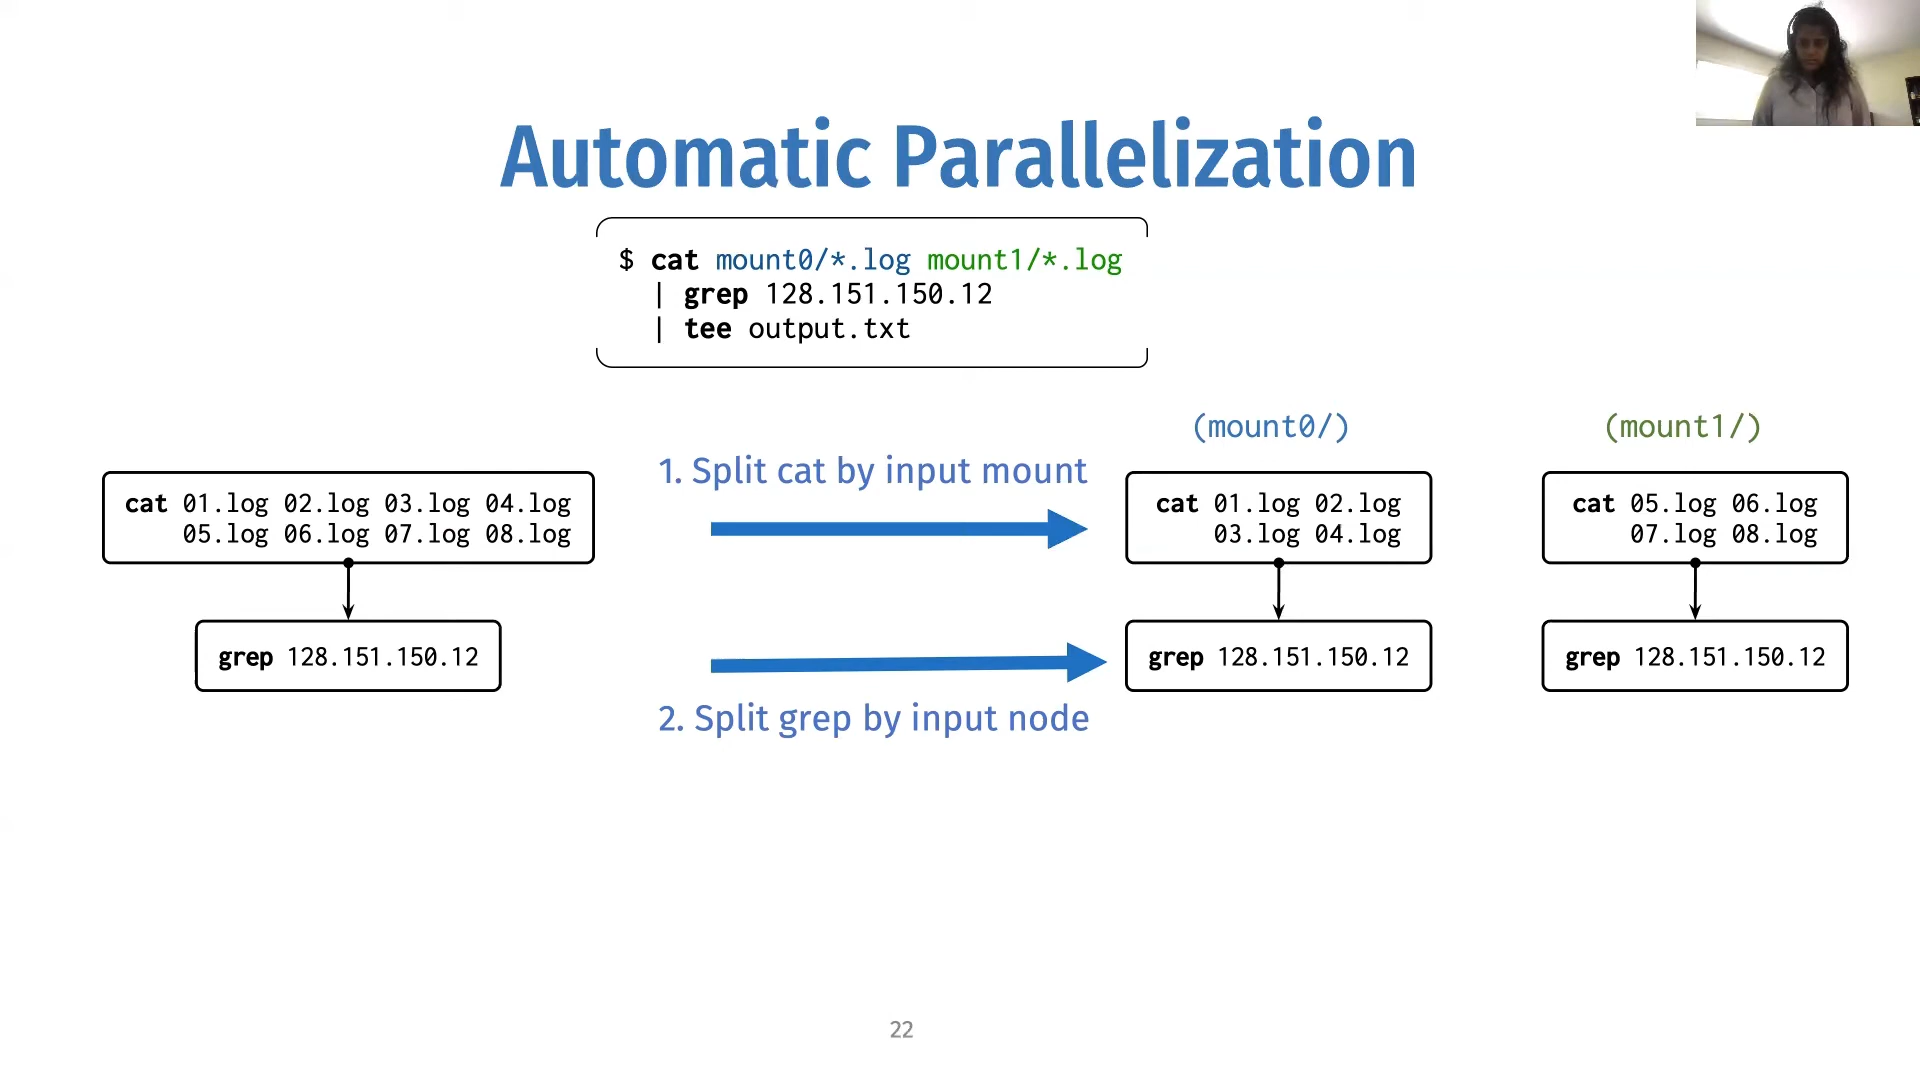 Automatic Parallelization
$ cat mount0/*.log mount1/*.log
| grep 128.151.150.12
| tee output.txt
cat 01.log 02.log 03.log 04.log
05.log 06.log 07.log 08.log
grep 128.151.150.12
1. Split cat by input mount
2. Split grep by input node
(mount0/)
cat 01.log 02.log
03.log 04.log
grep 128.151.150.12
(mount1/)
cat 05.log 06.log
07.log 08.log
grep 128.151.150.12
22